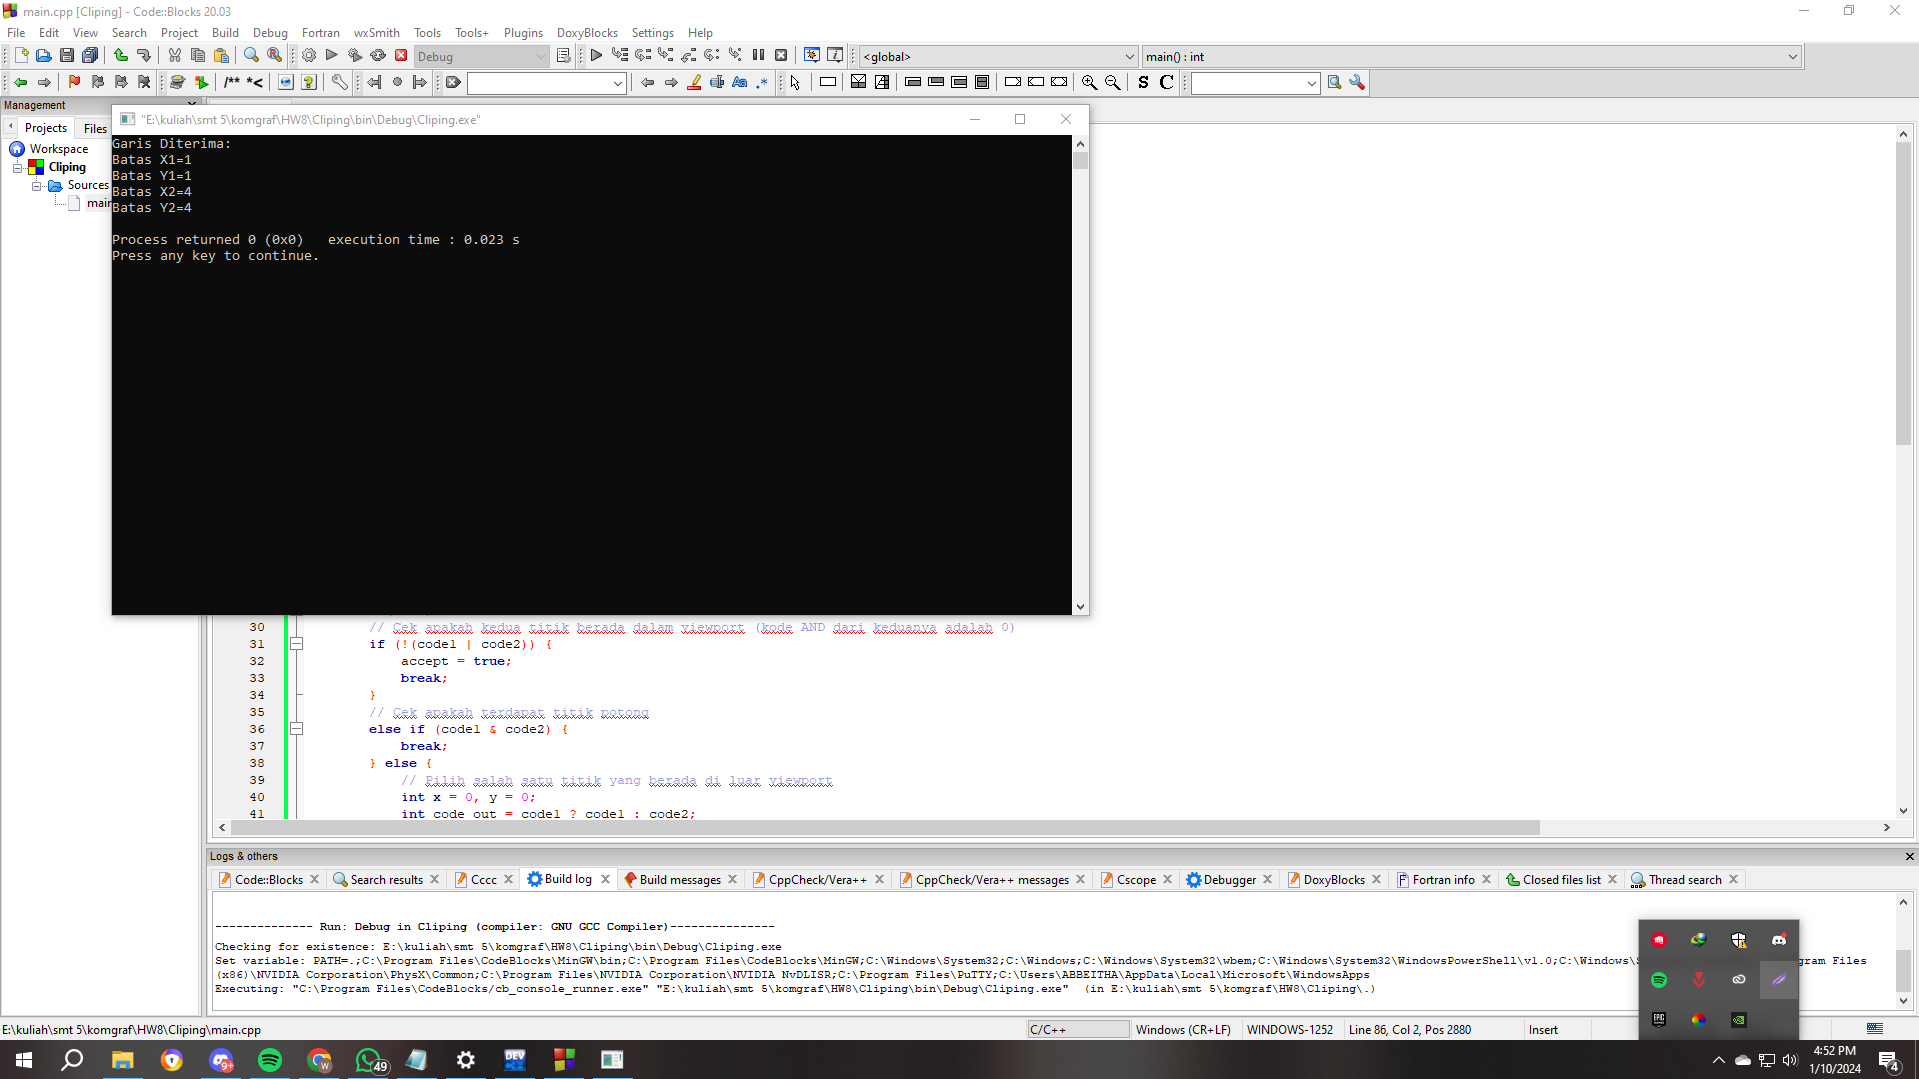 main.cpp [Cliping] - Code::Blocks 20.03
File Edit View Search Project Build Debug Fortran wxSmith Tools Tools+ Plugins DoxyBlocks Settings Help
Debug <global> main() : int
/** *< Aa .* S C
Management
Projects Files
Workspace
Cliping
Sources
main
"E:\kuliah\smt 5\komgraf\HW8\Cliping\bin\Debug\Cliping.exe"
Garis Diterima:
Batas X1=1
Batas Y1=1
Batas X2=4
Batas Y2=4
Process returned 0 (0x0)   execution time : 0.023 s
Press any key to continue.
30 // Cek apakah kedua titik berada dalam viewport (kode AND dari keduanya adalah 0)
31 if (!(code1 | code2)) {
32 accept = true;
33 break;
34 }
35 // Cek apakah terdapat titik potong
36 else if (code1 & code2) {
37 break;
38 } else {
39 // Pilih salah satu titik yang berada di luar viewport
40 int x = 0, y = 0;
41 int code_out = code1 ? code1 : code2;
Logs & others
Code::Blocks Search results Cccc Build log Build messages CppCheck/Vera++ CppCheck/Vera++ messages Cscope Debugger DoxyBlocks Fortran info Closed files list Thread search
-------------- Run: Debug in Cliping (compiler: GNU GCC Compiler)---------------
Checking for existence: E:\kuliah\smt 5\komgraf\HW8\Cliping\bin\Debug\Cliping.exe
Set variable: PATH=.;C:\Program Files\CodeBlocks\MinGW\bin;C:\Program Files\CodeBlocks\MinGW;C:\Windows\System32;C:\Windows;C:\Windows\System32\wbem;C:\Windows\System32\WindowsPowerShell\v1.0;C:\Windows\ gram Files
(x86)\NVIDIA Corporation\PhysX\Common;C:\Program Files\NVIDIA Corporation\NVIDIA NvDLISR;C:\Program Files\PuTTY;C:\Users\ABBEITHA\AppData\Local\Microsoft\WindowsApps
Executing: "C:\Program Files\CodeBlocks/cb_console_runner.exe" "E:\kuliah\smt 5\komgraf\HW8\Cliping\bin\Debug\Cliping.exe"  (in E:\kuliah\smt 5\komgraf\HW8\Cliping\.)
E:\kuliah\smt 5\komgraf\HW8\Cliping\main.cpp C/C++ Windows (CR+LF) WINDOWS-1252 Line 86, Col 2, Pos 2880 Insert
EPIC
9+ W 49 DEV 4:52 PM
1/10/2024 4